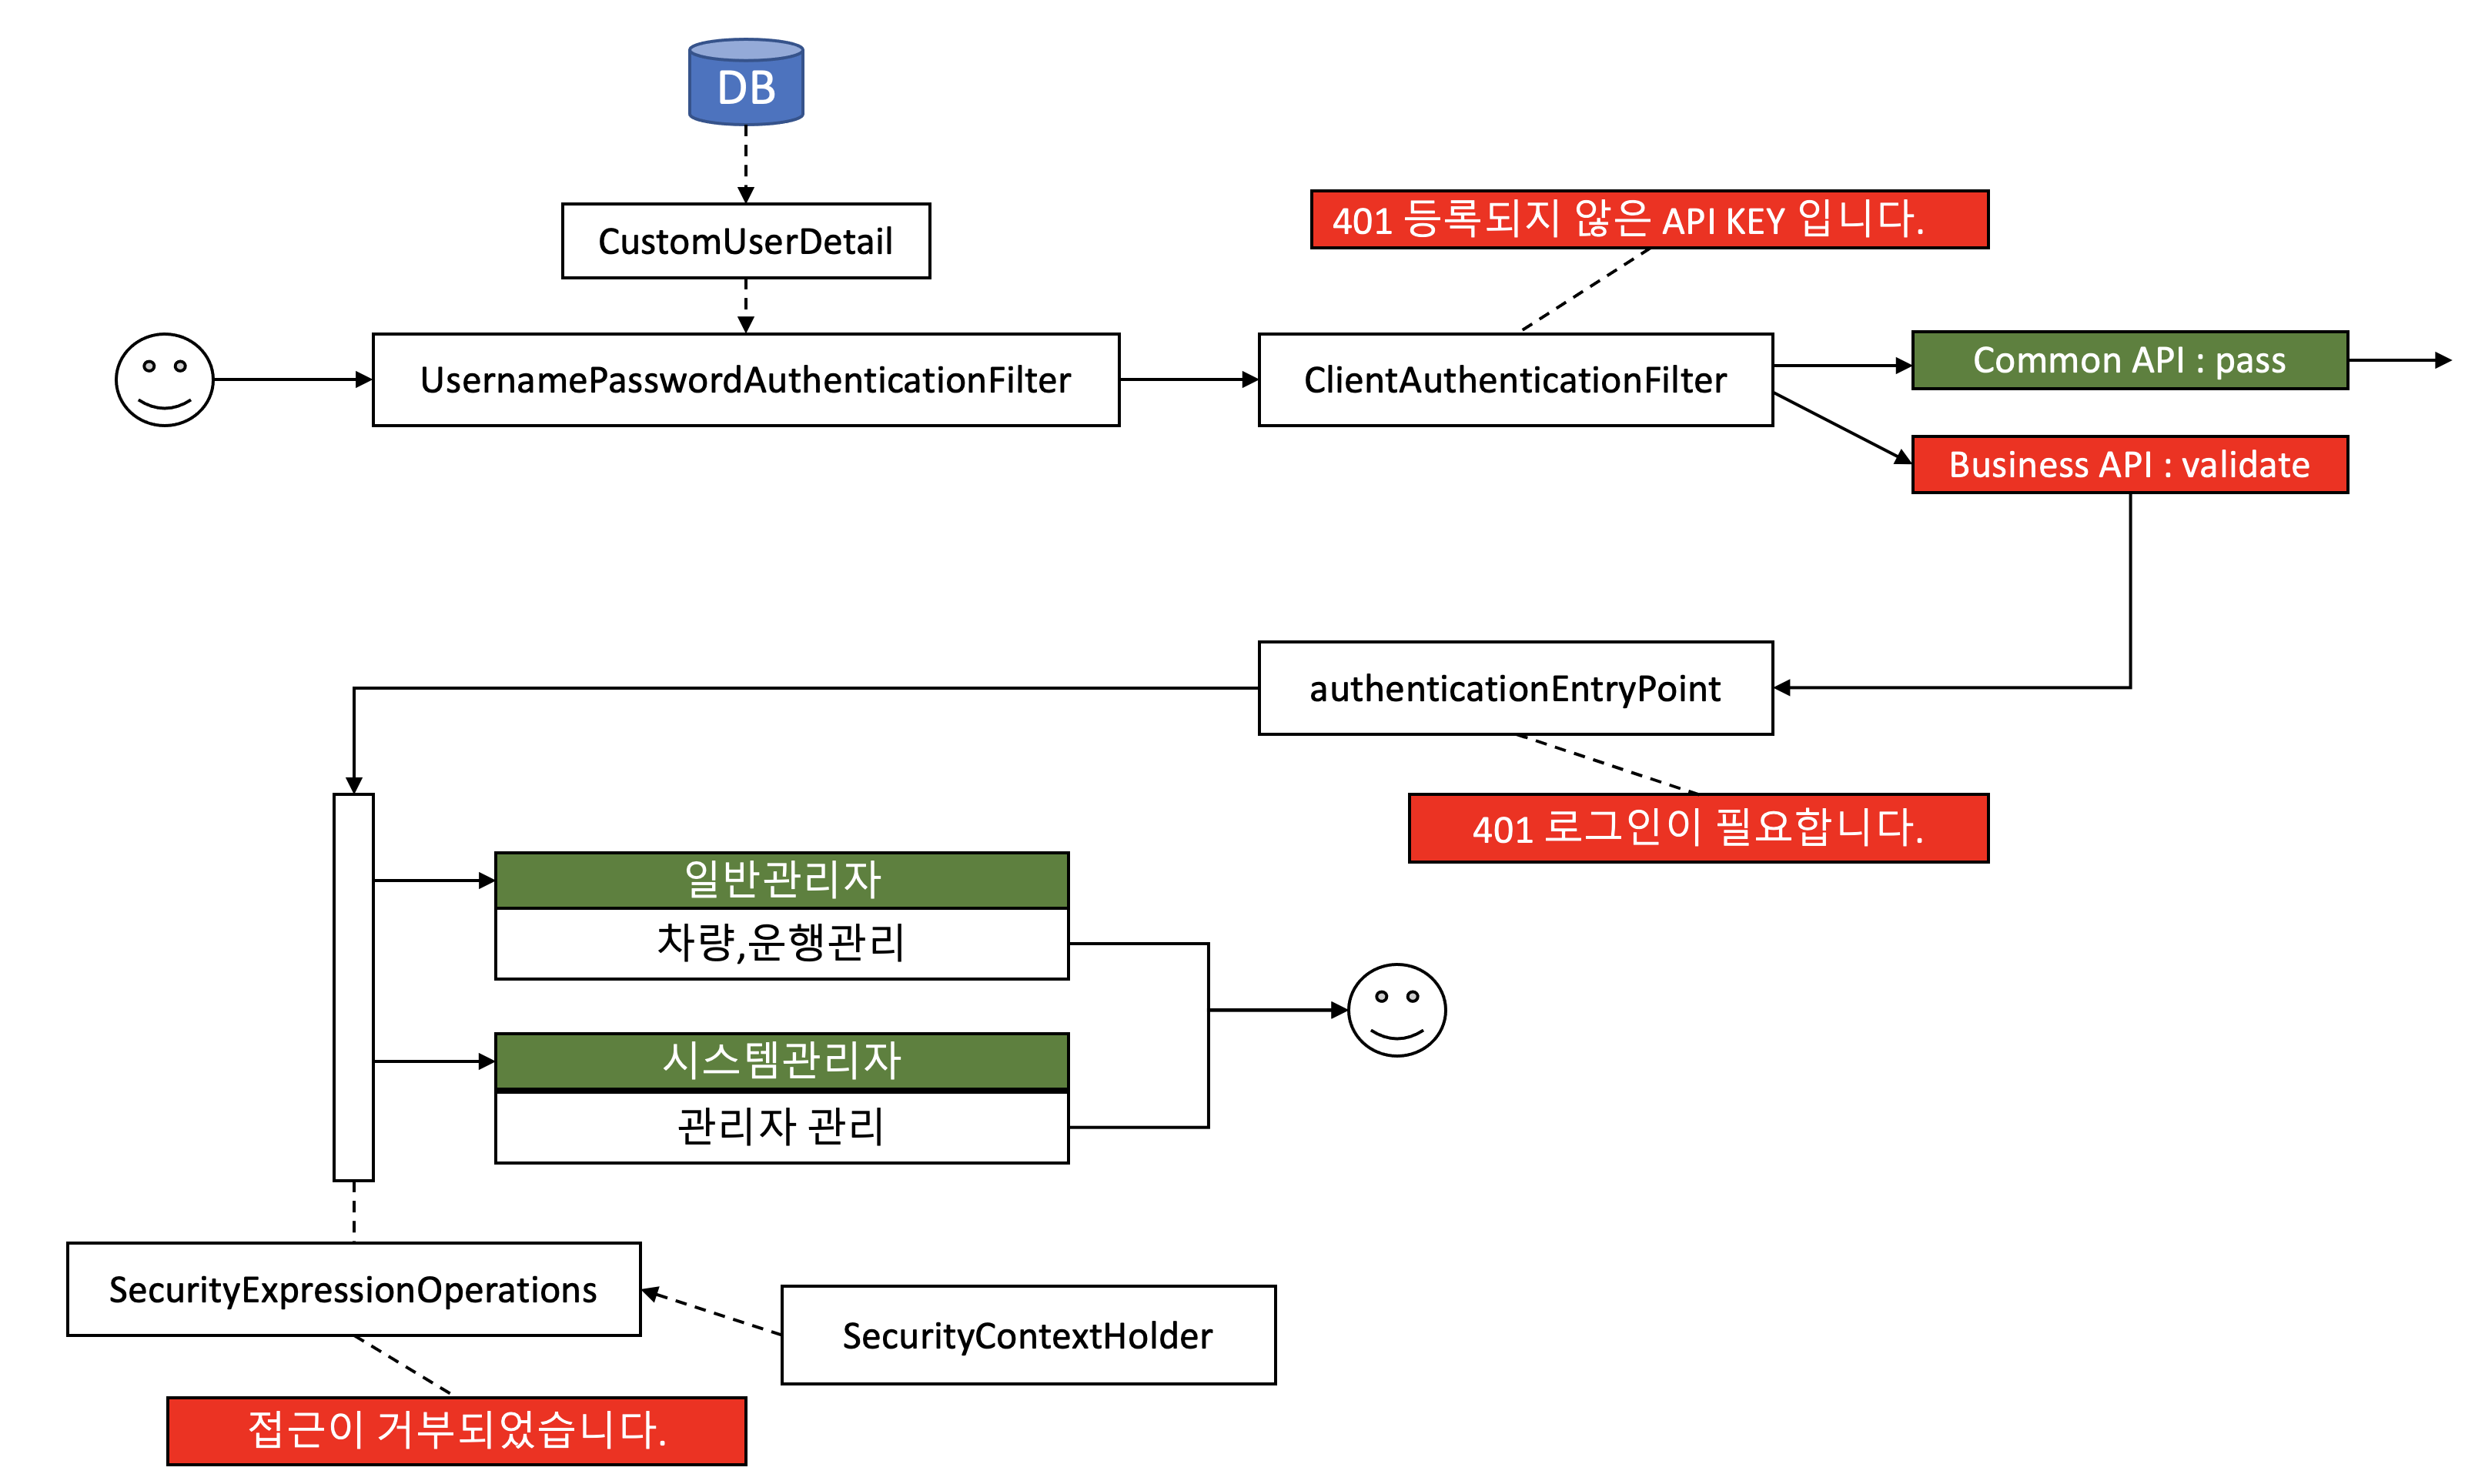 DB
CustomUserDetail
401 등록되지 않은 API KEY 입니다.
UsernamePasswordAuthenticationFilter
ClientAuthenticationFilter
Common API : pass
Business API : validate
authenticationEntryPoint
401 로그인이 필요합니다.
일반관리자
차량,운행관리
시스템관리자
관리자 관리
SecurityExpressionOperations
SecurityContextHolder
접근이 거부되었습니다.